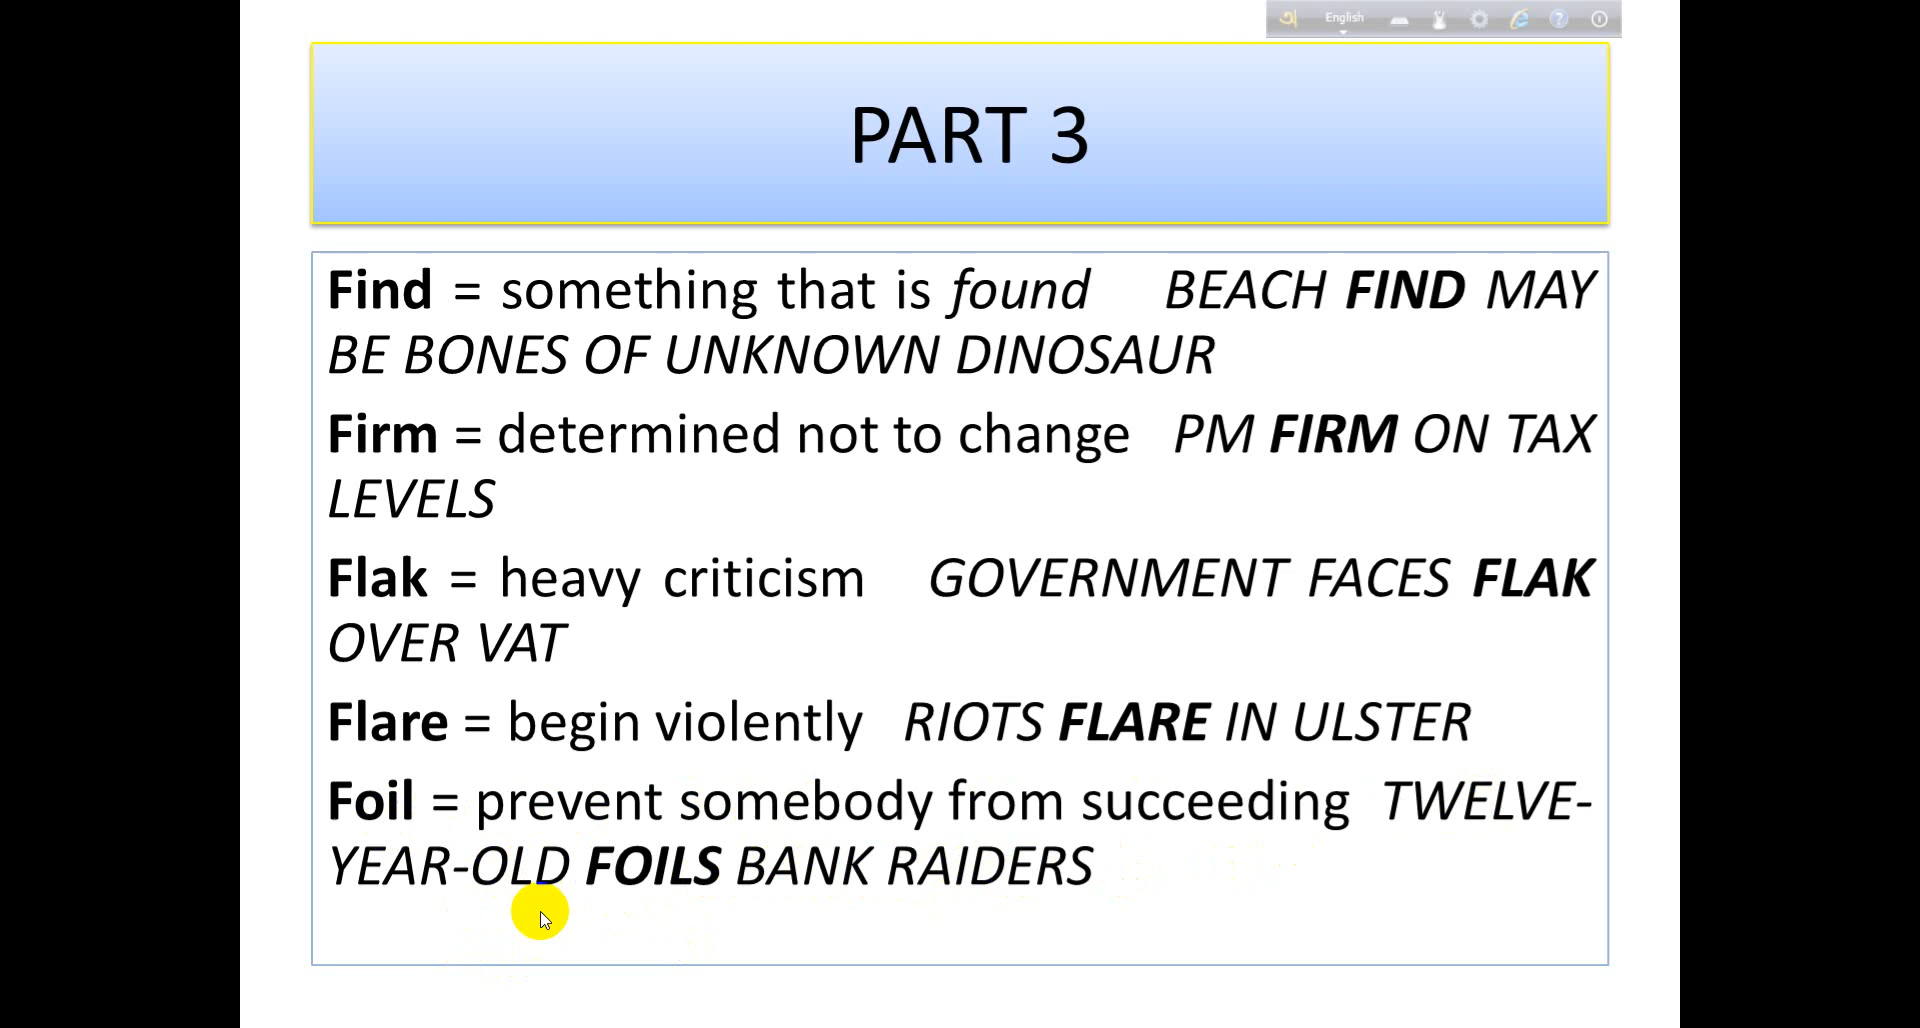 অ English
PART 3
Find = something that is found BEACH FIND MAY
BE BONES OF UNKNOWN DINOSAUR
Firm = determined not to change PM FIRM ON TAX
LEVELS
Flak = heavy criticism GOVERNMENT FACES FLAK
OVER VAT
Flare = begin violently RIOTS FLARE IN ULSTER
Foil = prevent somebody from succeeding TWELVE-
YEAR-OLD FOILS BANK RAIDERS